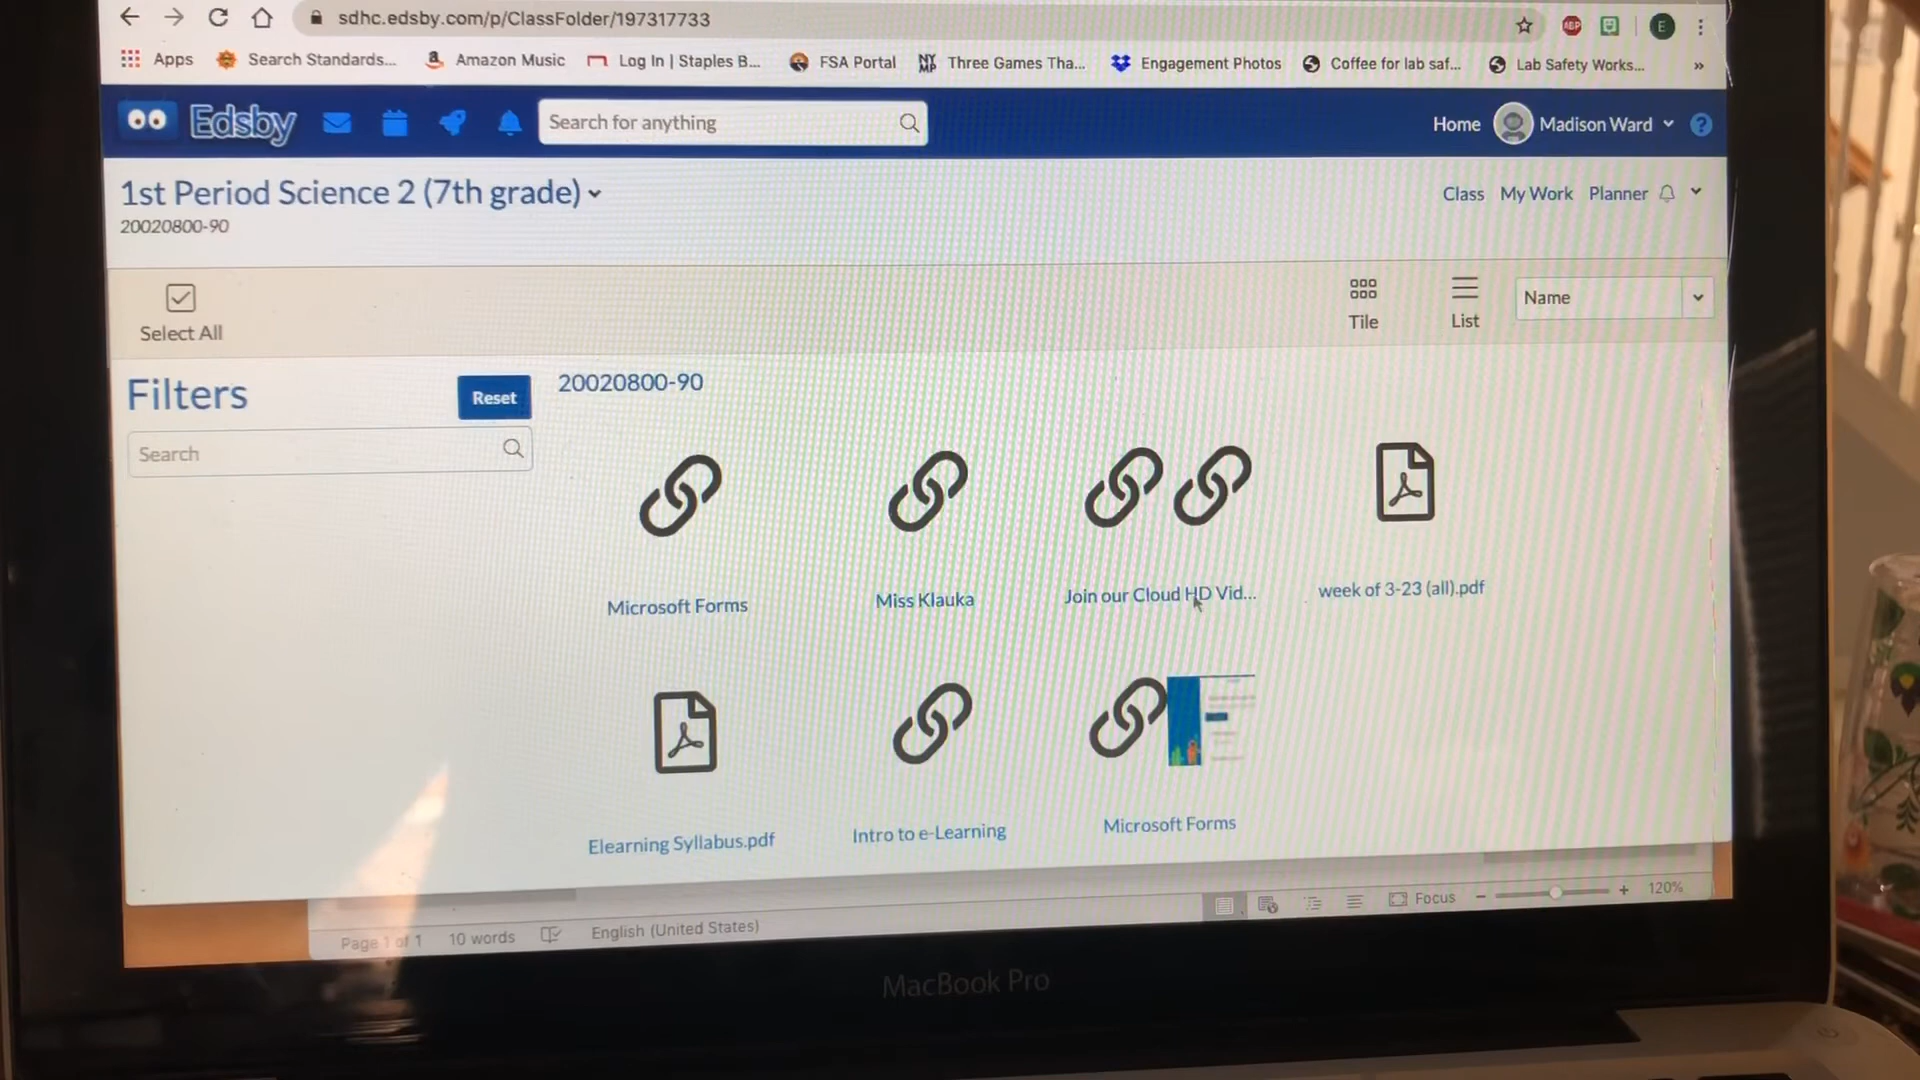 sdhc.edsby.com/p/ClassFolder/197317733
ABP
E
Apps Search Standards... Amazon Music Log In | Staples B... FSA Portal NY MP Three Games Tha... Engagement Photos Coffee for lab saf... Lab Safety Works... »
Edsby Search for anything Home Madison Ward ?
1st Period Science 2 (7th grade)
20020800-90
Class My Work Planner
Select All Tile List Name
Filters Reset
Search
20020800-90
Microsoft Forms Miss Klauka Join our Cloud HD Vid... week of 3-23 (all).pdf
Elearning Syllabus.pdf Intro to e-Learning Microsoft Forms
Page 1 of 1 10 words English (United States) Focus − + 120%
MacBook Pro